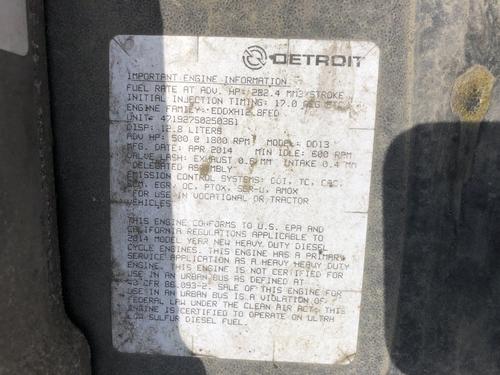 DETROIT
IMPORTANT ENGINE INFORMATION
FUEL RATE AT ADV. HP: 282.4 MM3/STROKE
INITIAL INJECTION TIMING: 17.0 DEG
ENGINE FAMILY: EDDXH12.8FED
UNIT: 471927S0250361
DISP: 12.8 LITERS
ADV HP: 500 @ 1800 RPM MODEL: DD13
MFG. DATE: APR 2014 MIN IDLE: 600 RPM
VALVE LASH: EXHAUST 0.6 MM INTAKE 0.4 MM
"DELEGATED ASSEMBLY"
EMISSION CONTROL SYSTEMS: DDI, TC, CAC,
ECM, EGR, OC, PTOX, SCR-U, AMOX
FOR USE IN VOCATIONAL OR TRACTOR
VEHICLES
THIS ENGINE CONFORMS TO U.S. EPA AND
CALIFORNIA REGULATIONS APPLICABLE TO
2014 MODEL YEAR NEW HEAVY DUTY DIESEL
CYCLE ENGINES. THIS ENGINE HAS A PRIMARY
SERVICE APPLICATION AS A HEAVY HEAVY DUTY
ENGINE. THIS ENGINE IS NOT CERTIFIED FOR
USE IN AN URBAN BUS AS DEFINED AT
CFR 86.093-2. SALE OF THIS ENGINE FOR
USE IN AN URBAN BUS IS A VIOLATION OF
FEDERAL LAW UNDER THE CLEAN AIR ACT. THIS
ENGINE IS CERTIFIED TO OPERATE ON ULTRA
LOW SULFUR DIESEL FUEL.